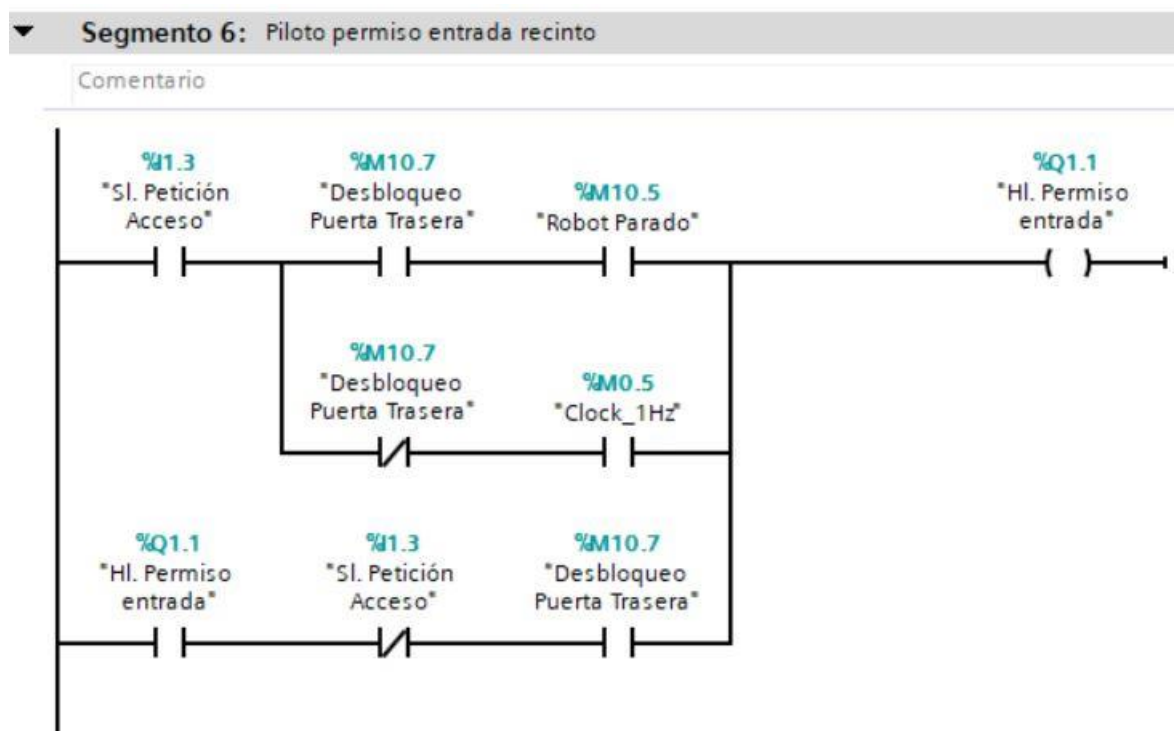 Segmento 6: Piloto permiso entrada recinto
Comentario
%I1.3
"Sl. Petición
Acceso"
%M10.7
"Desbloqueo
Puerta Trasera"
%M10.5
"Robot Parado"
%Q1.1
"Hl. Permiso
entrada"
%M10.7
"Desbloqueo
Puerta Trasera"
%M0.5
"Clock_1Hz"
%Q1.1
"Hl. Permiso
entrada"
%I1.3
"Sl. Petición
Acceso"
%M10.7
"Desbloqueo
Puerta Trasera"